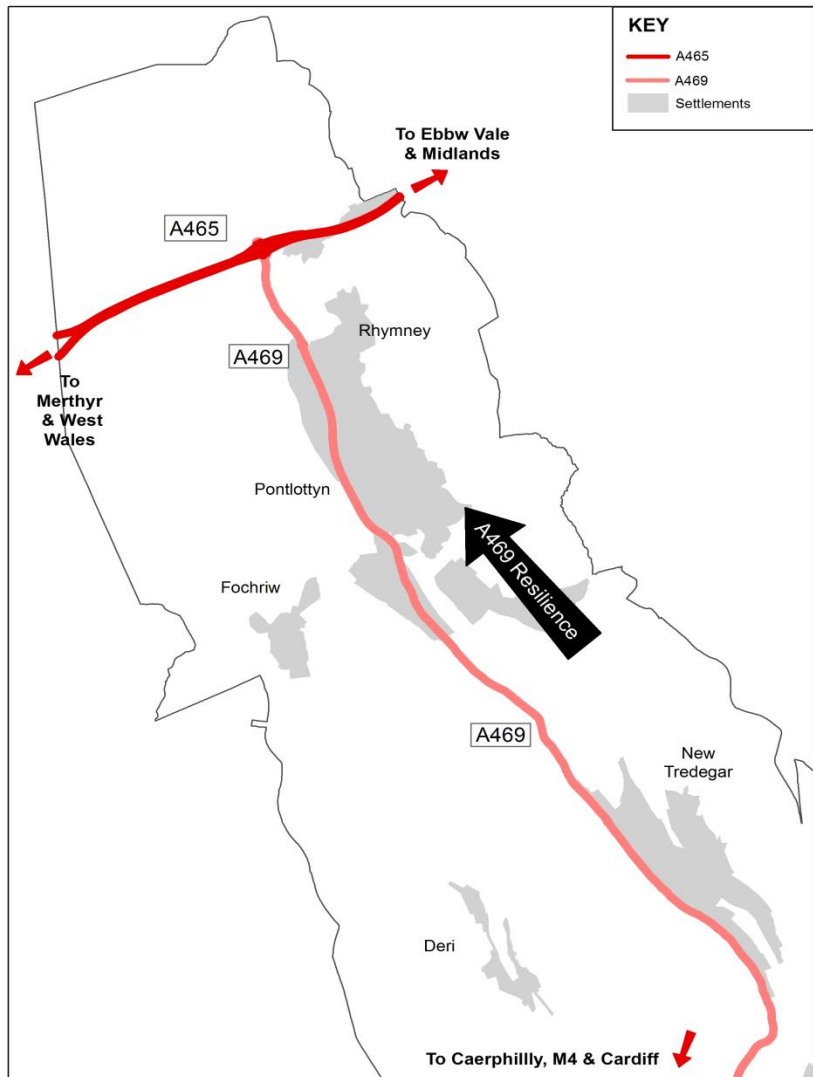 KEY
A465
A469
Settlements
To Ebbw Vale
& Midlands
A465
Rhymney
A469
To
Merthyr
& West
Wales
Pontlottyn
A469 Resilience
Fochriw
A469
New
Tredegar
Deri
To Caerphillly, M4 & Cardiff